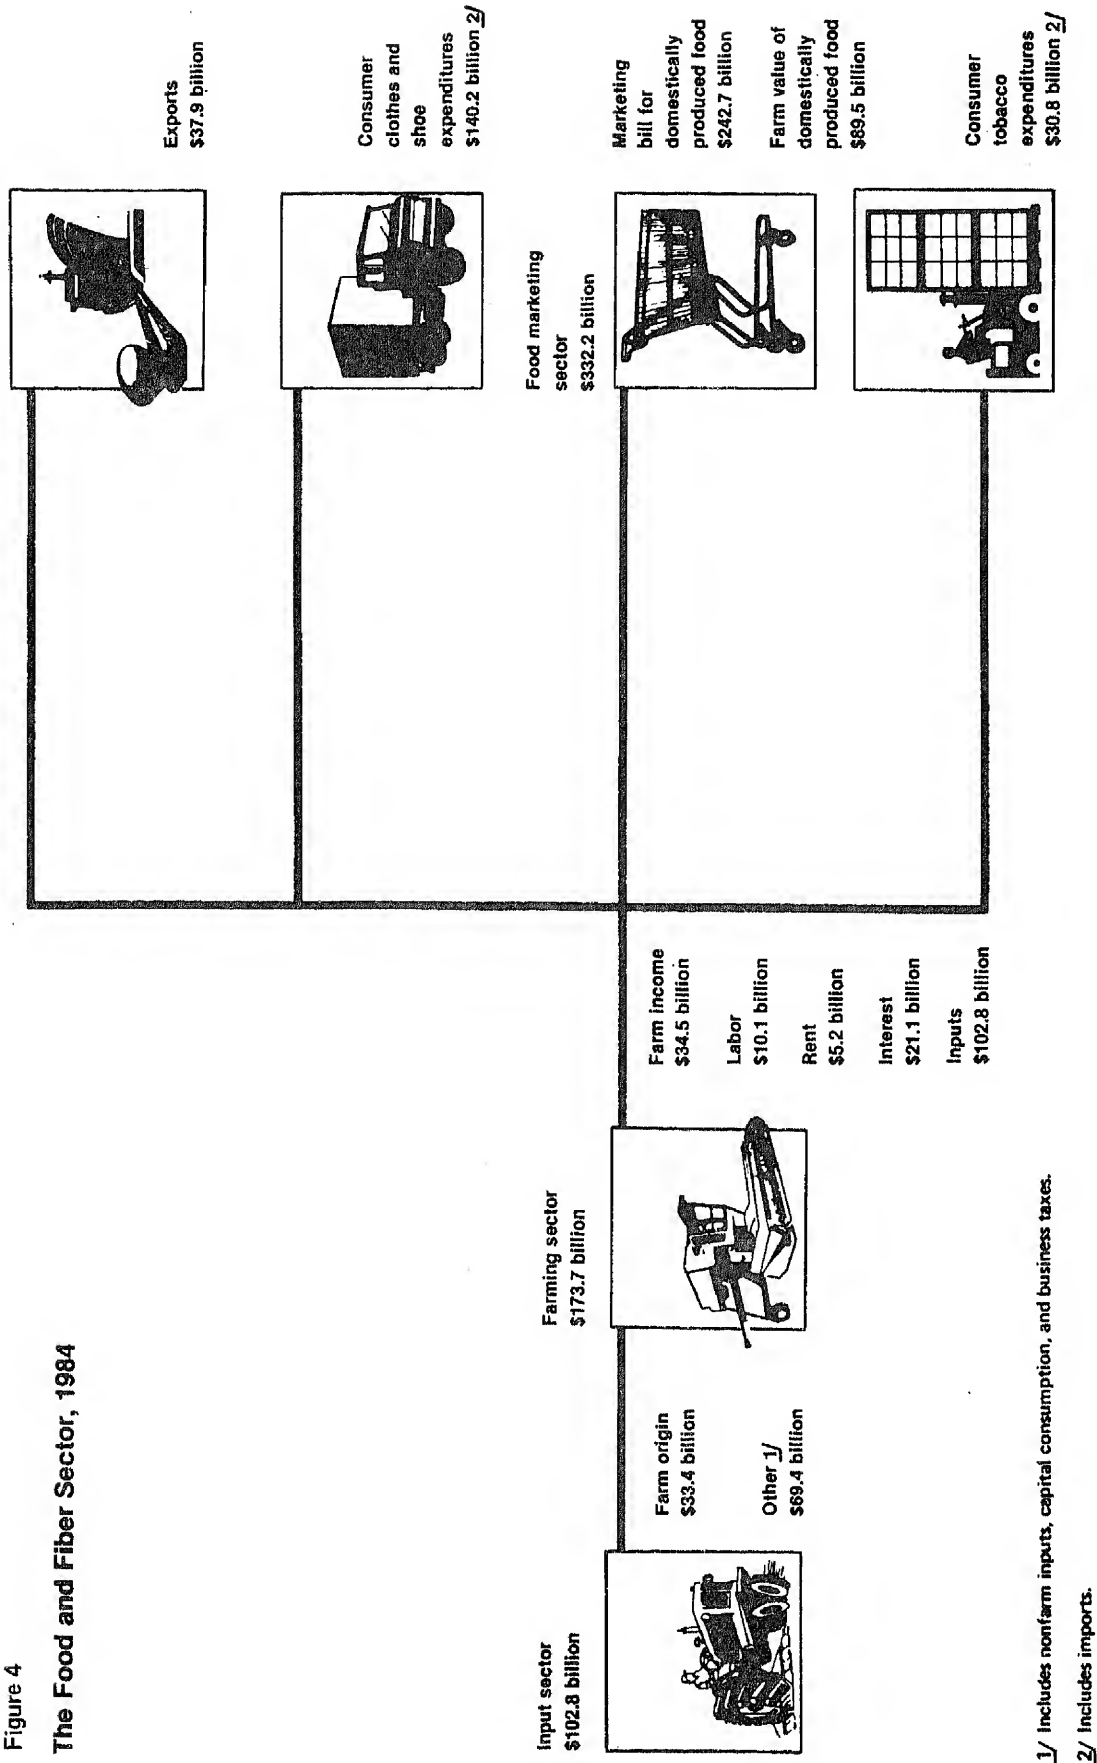 Figure 4
The Food and Fiber Sector, 1984
Input sector
$102.8 billion
Farm origin
$33.4 billion
Other 1/
$69.4 billion
Farming sector
$173.7 billion
Farm income
$34.5 billion
Labor
$10.1 billion
Rent
$5.2 billion
Interest
$21.1 billion
Inputs
$102.8 billion
Exports
$37.9 billion
Consumer
clothes and
shoe
expenditures
$140.2 billion 2/
Food marketing
sector
$332.2 billion
Marketing
bill for
domestically
produced food
$242.7 billion
Farm value of
domestically
produced food
$89.5 billion
Consumer
tobacco
expenditures
$30.8 billion 2/
1/ Includes nonfarm inputs, capital consumption, and business taxes.
2/ Includes imports.